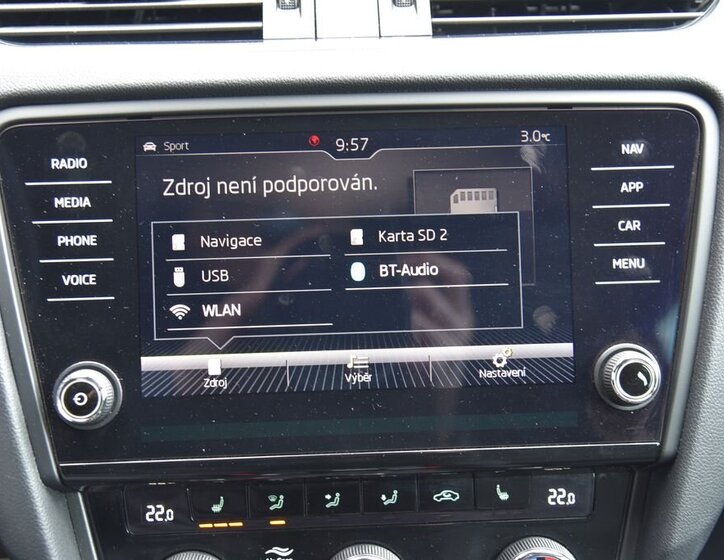 Sport 9:57 3.0°C
RADIO
MEDIA
PHONE
VOICE
Zdroj není podporován.
Navigace
Karta SD 2
USB
BT-Audio
WLAN
Zdroj
Výběr
Nastavení
NAV
APP
CAR
MENU
22.0
22.0